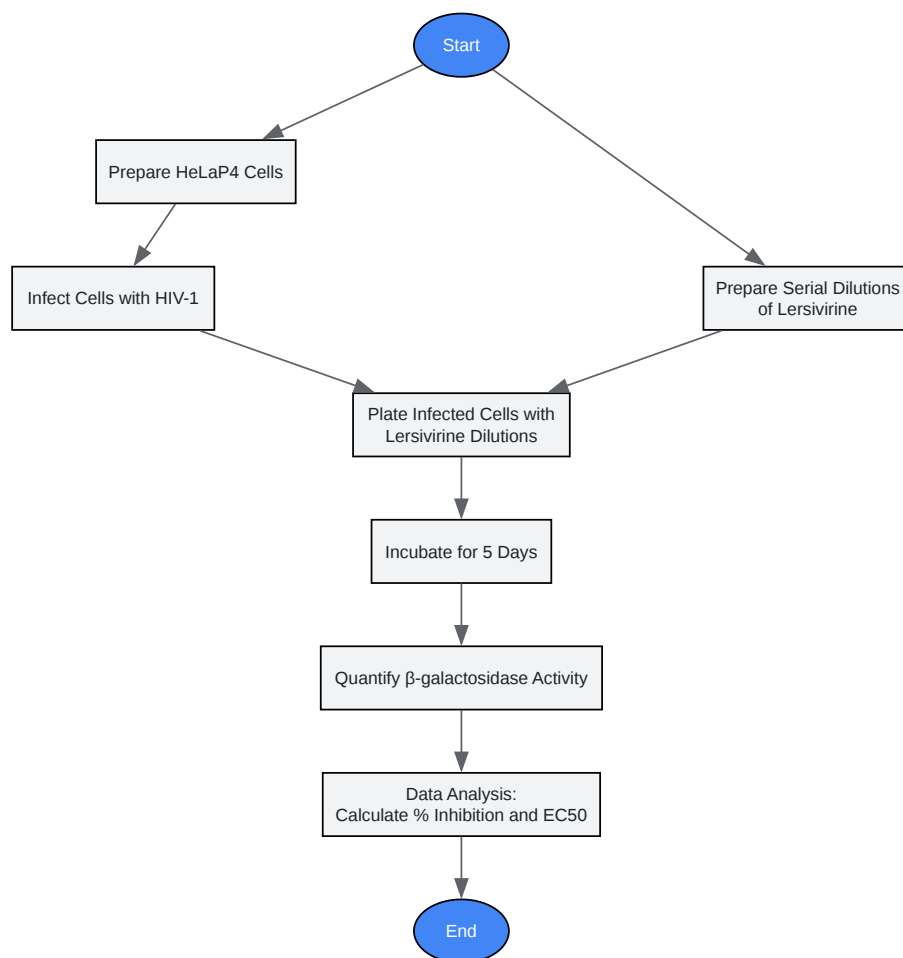 Start
Prepare HeLaP4 Cells
Infect Cells with HIV-1
Prepare Serial Dilutions
of Lersivirine
Plate Infected Cells with
Lersivirine Dilutions
Incubate for 5 Days
Quantify β-galactosidase Activity
Data Analysis:
Calculate % Inhibition and EC50
End